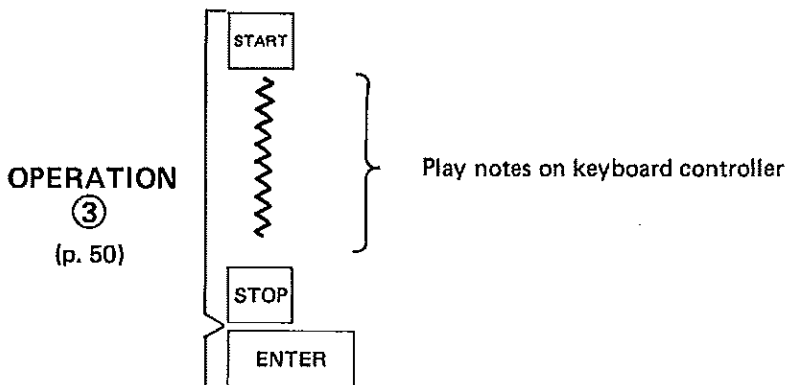 START
Play notes on keyboard controller
OPERATION
③
(p. 50)
STOP
ENTER